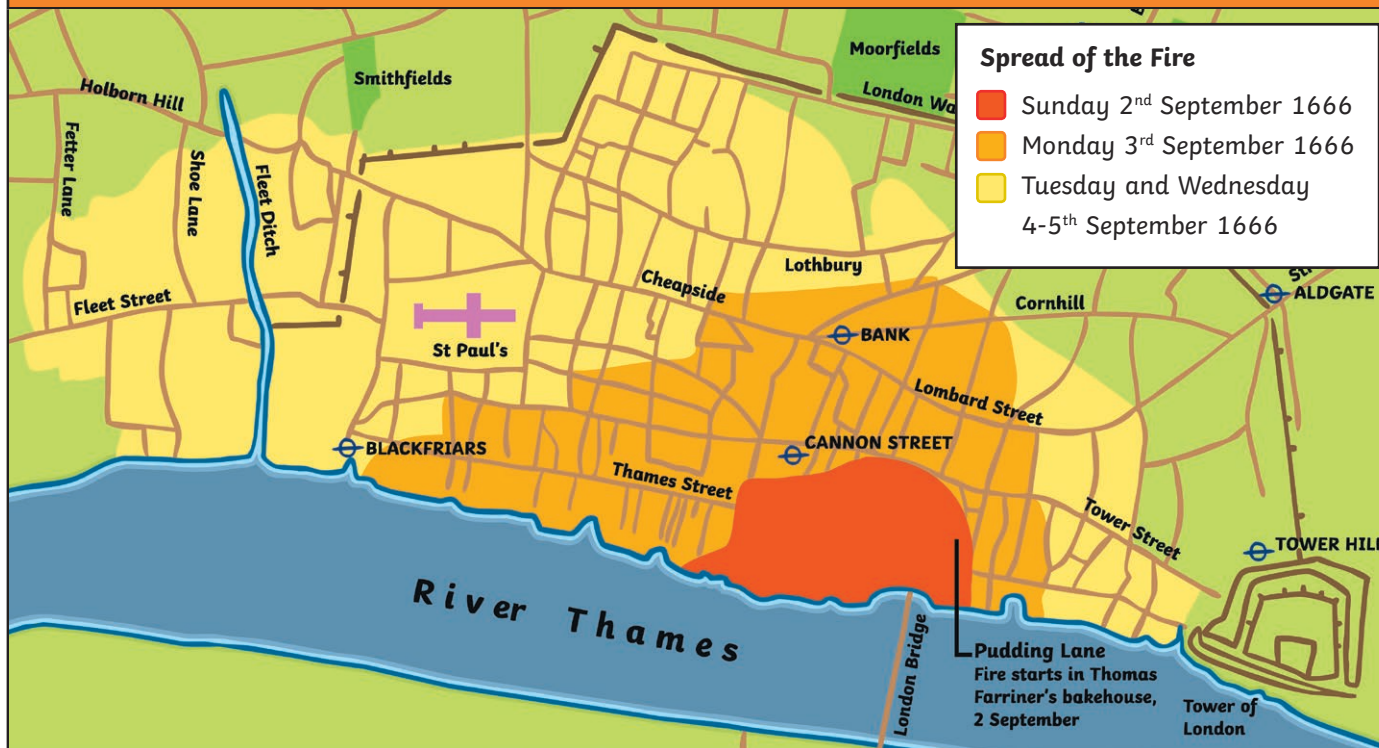 Spread of the Fire
Sunday 2nd September 1666
Monday 3rd September 1666
Tuesday and Wednesday
4-5th September 1666
Moorfields
Smithfields
Holborn Hill
London Wa
Fetter Lane
Shoe Lane
Fleet Ditch
Lothbury
Cheapside
Cornhill
ALDGATE
Fleet Street
BANK
St Paul's
Lombard Street
CANNON STREET
BLACKFRIARS
Thames Street
Tower Street
TOWER HILL
River Thames
London Bridge
Pudding Lane
Fire starts in Thomas
Farriner's bakehouse,
2 September
Tower of
London